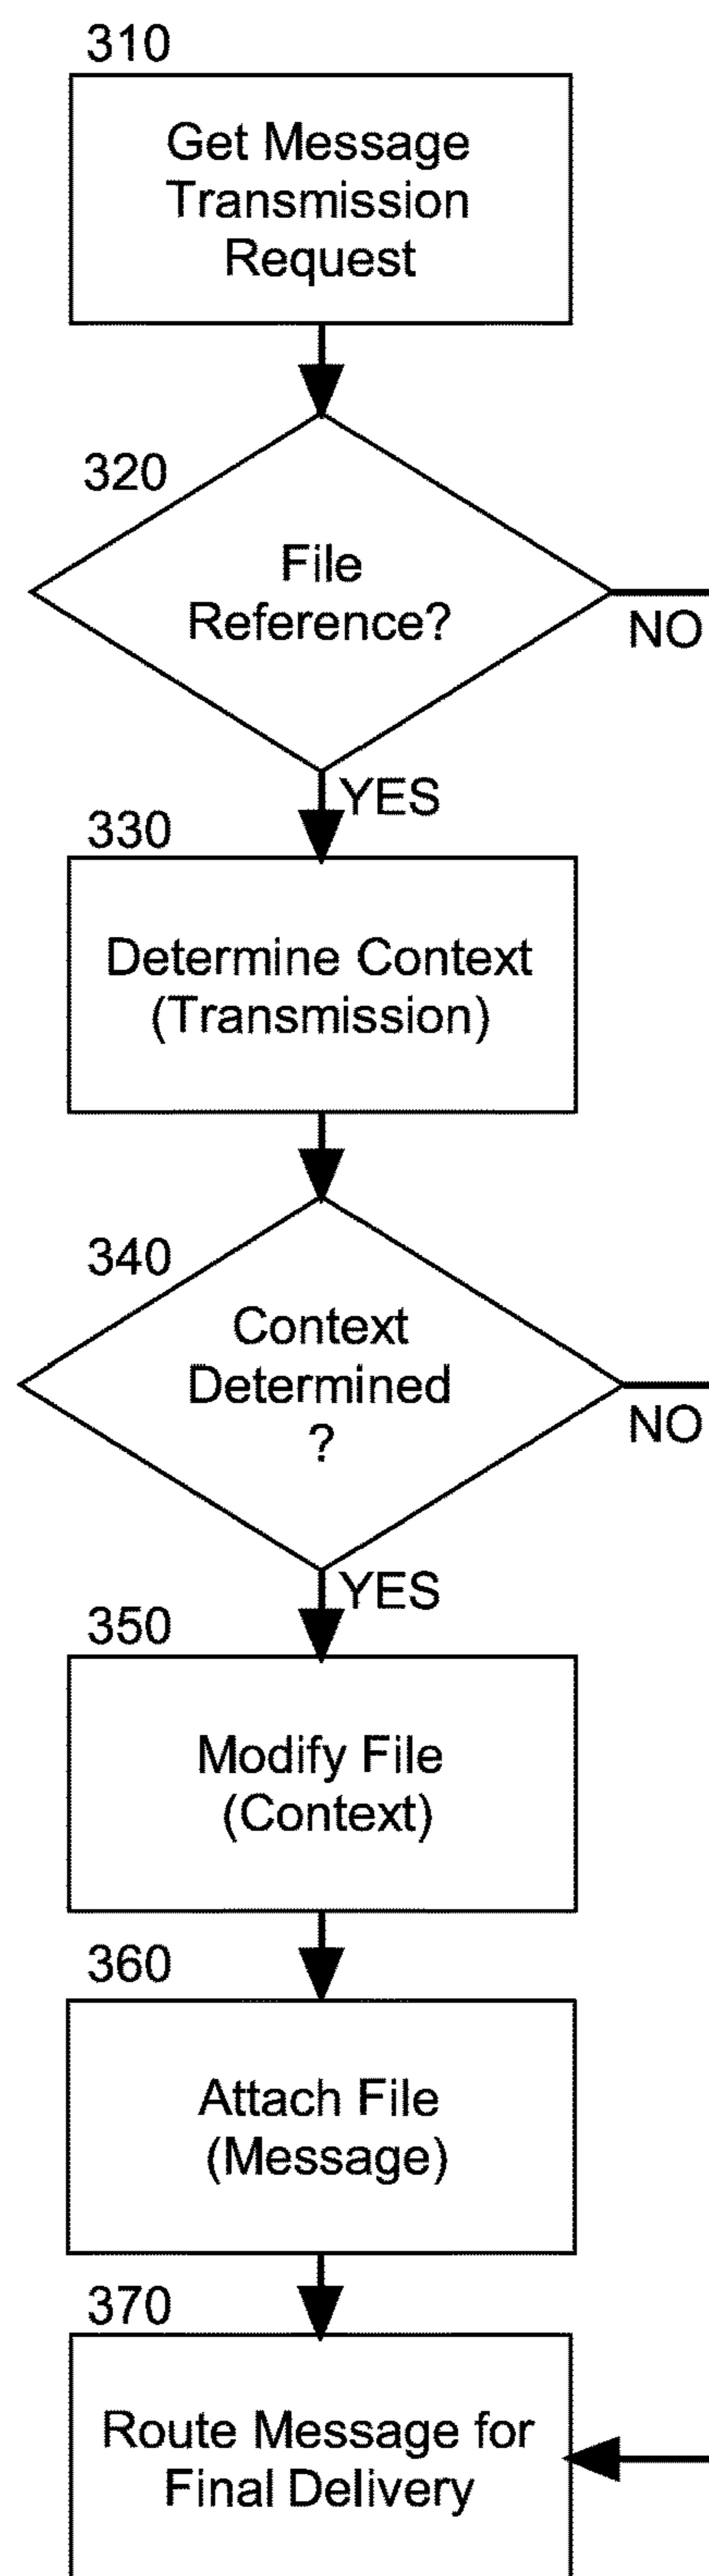 310
Get Message
Transmission
Request
320
File
Reference?
NO
YES
330
Determine Context
(Transmission)
340
Context
Determined
?
NO
YES
350
Modify File
(Context)
360
Attach File
(Message)
370
Route Message for
Final Delivery